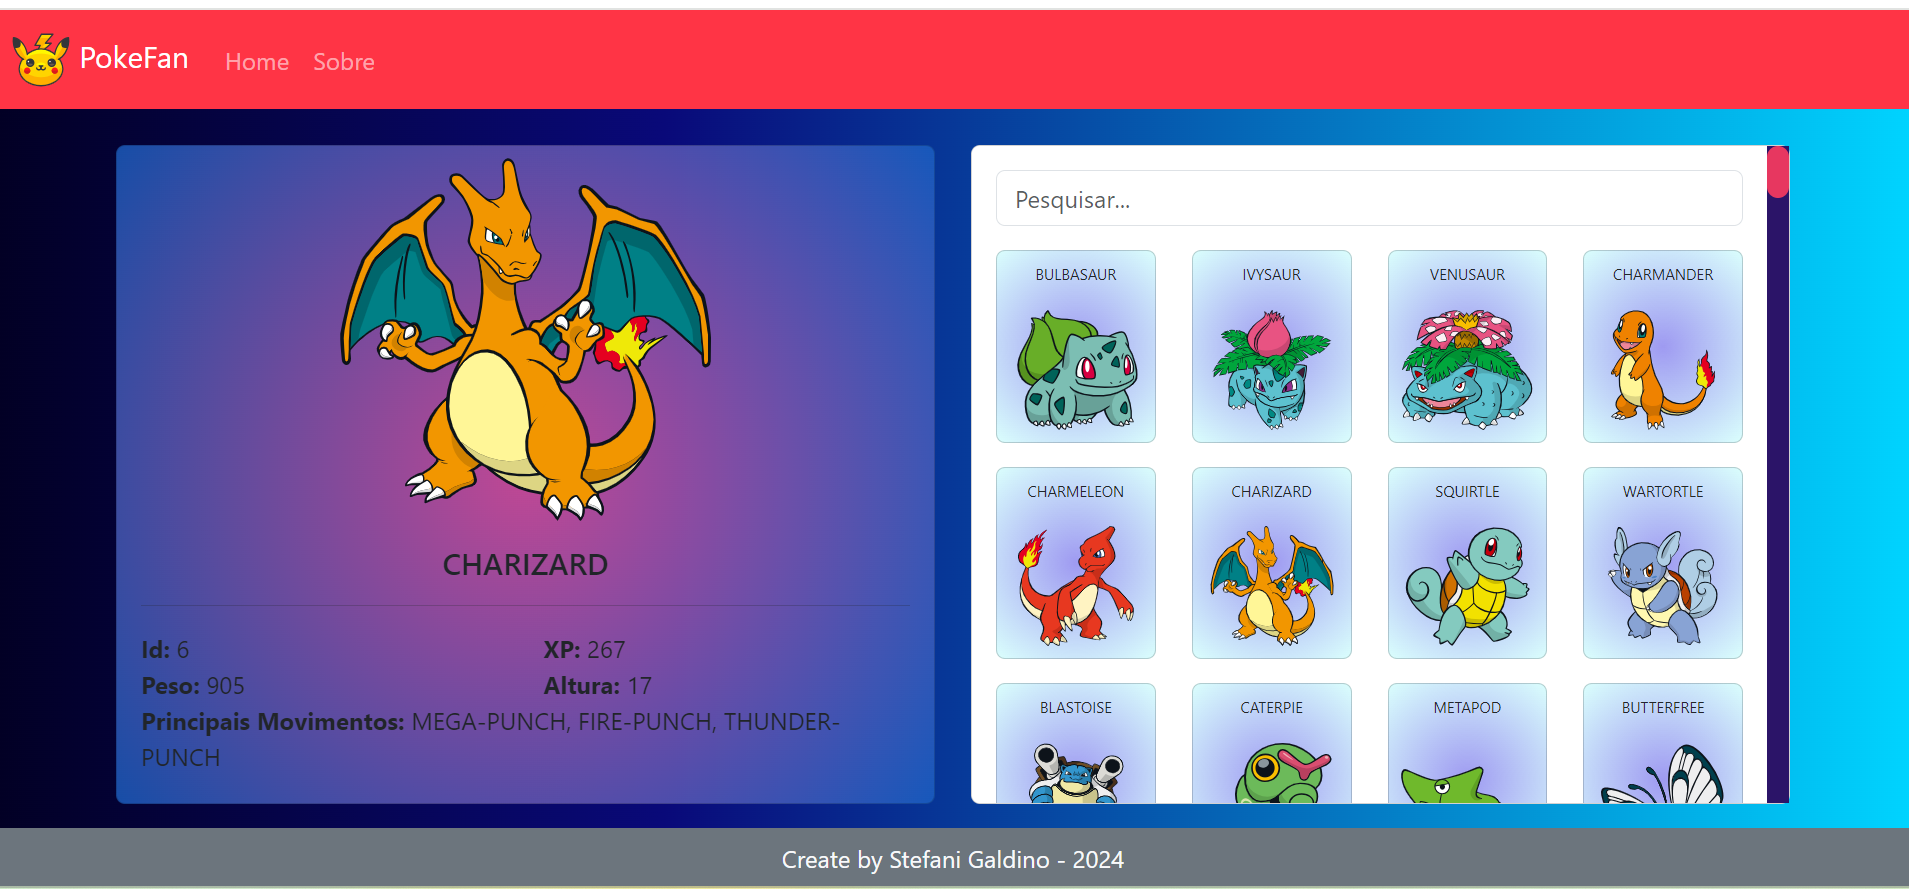 PokeFan
Home
Sobre
CHARIZARD
Id: 6
XP: 267
Peso: 905
Altura: 17
Principais Movimentos: MEGA-PUNCH, FIRE-PUNCH, THUNDER-
PUNCH
Pesquisar...
BULBASAUR
IVYSAUR
VENUSAUR
CHARMANDER
CHARMELEON
CHARIZARD
SQUIRTLE
WARTORTLE
BLASTOISE
CATERPIE
METAPOD
BUTTERFREE
Create by Stefani Galdino - 2024